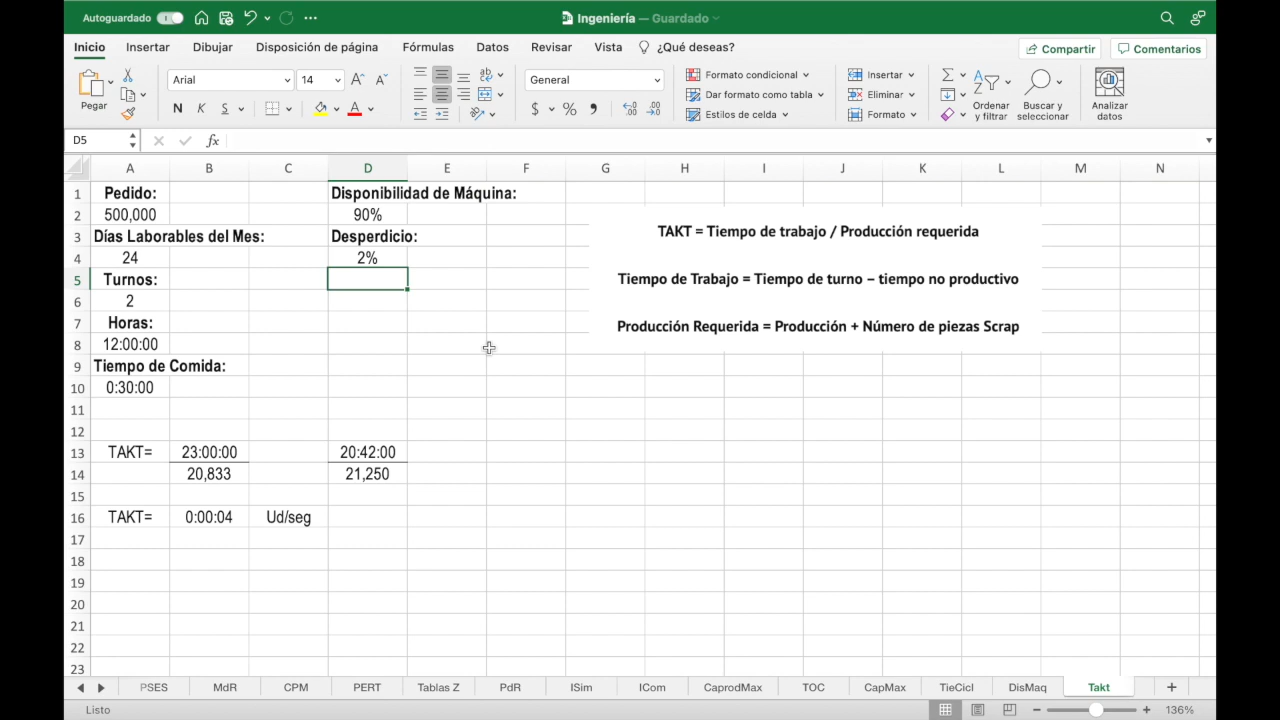 Autoguardado
Ingeniería — Guardado
Inicio Insertar Dibujar Disposición de página Fórmulas Datos Revisar Vista ¿Qué deseas? Compartir Comentarios
Pegar
Arial 14
N K S
General
$ %
Formato condicional
Dar formato como tabla
Estilos de celda
Insertar
Eliminar
Formato
Ordenar y filtrar
Buscar y seleccionar
Analizar datos
D5 fx
A B C D E F G H I J K L M N
1 Pedido: Disponibilidad de Máquina:
2 500,000 90%
TAKT = Tiempo de trabajo / Producción requerida
3 Días Laborables del Mes: Desperdicio:
4 24 2%
5 Turnos: Tiempo de Trabajo = Tiempo de turno – tiempo no productivo
6 2
7 Horas: Producción Requerida = Producción + Número de piezas Scrap
8 12:00:00
9 Tiempo de Comida:
10 0:30:00
11
12
13 TAKT= 23:00:00 20:42:00
14 20,833 21,250
15
16 TAKT= 0:00:04 Ud/seg
17
18
19
20
21
22
23
PSES MdR CPM PERT Tablas Z PdR ISim ICom CaprodMax TOC CapMax TieCicl DisMaq Takt
Listo 136%